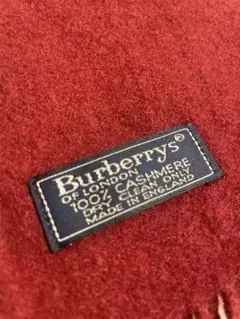 Burberrys®
OF LONDON
100% CASHMERE
DRY CLEAN ONLY
MADE IN ENGLAND